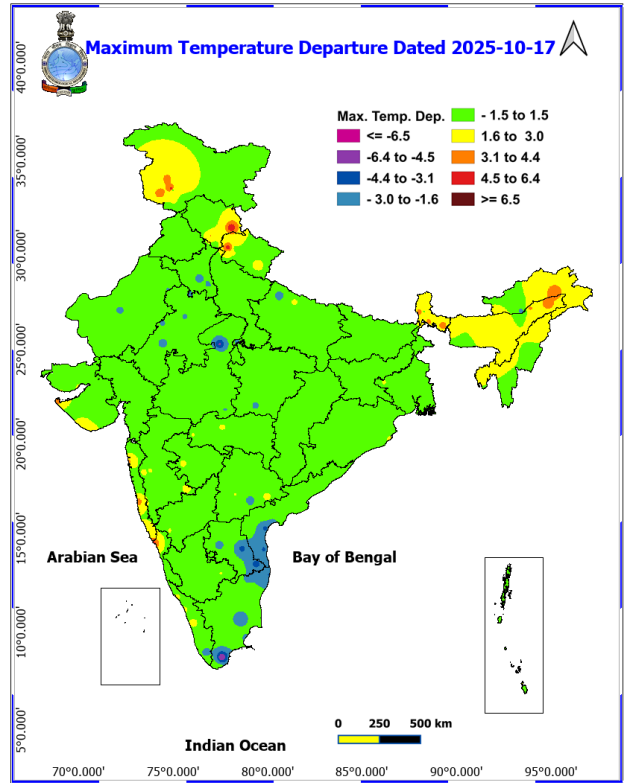 Maximum Temperature Departure Dated 2025-10-17
Max. Temp. Dep.
<= -6.5
-6.4 to -4.5
-4.4 to -3.1
- 3.0 to -1.6
- 1.5 to 1.5
1.6 to 3.0
3.1 to 4.4
4.5 to 6.4
>= 6.5
40°0.000'
35°0.000'
30°0.000'
25°0.000'
20°0.000'
15°0.000'
10°0.000'
5°0.000'
Arabian Sea
Bay of Bengal
Indian Ocean
0 250 500 km
70°0.000' 75°0.000' 80°0.000' 85°0.000' 90°0.000' 95°0.000'